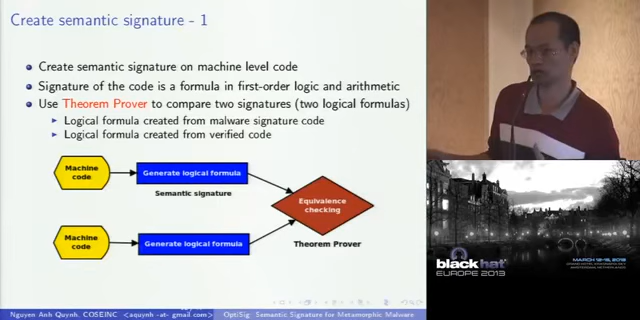 Create semantic signature - 1
Create semantic signature on machine level code
Signature of the code is a formula in first-order logic and arithmetic
Use Theorem Prover to compare two signatures (two logical formulas)
Logical formula created from malware signature code
Logical formula created from verified code
Machine code
Generate logical formula
Semantic signature
Equivalence checking
Machine code
Generate logical formula
Theorem Prover
Nguyen Anh Quynh, COSEINC <aquynh -at- gmail.com>
OptiSig Semantic Signature for Metamorphic Malware
black hat
EUROPE 2013
MARCH 12-15, 2013